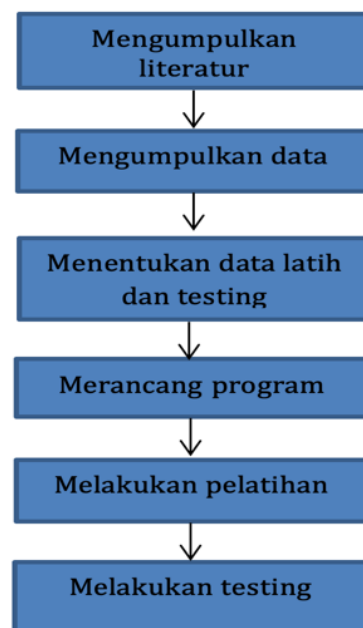 Mengumpulkan
literatur
Mengumpulkan data
Menentukan data latih
dan testing
Merancang program
Melakukan pelatihan
Melakukan testing